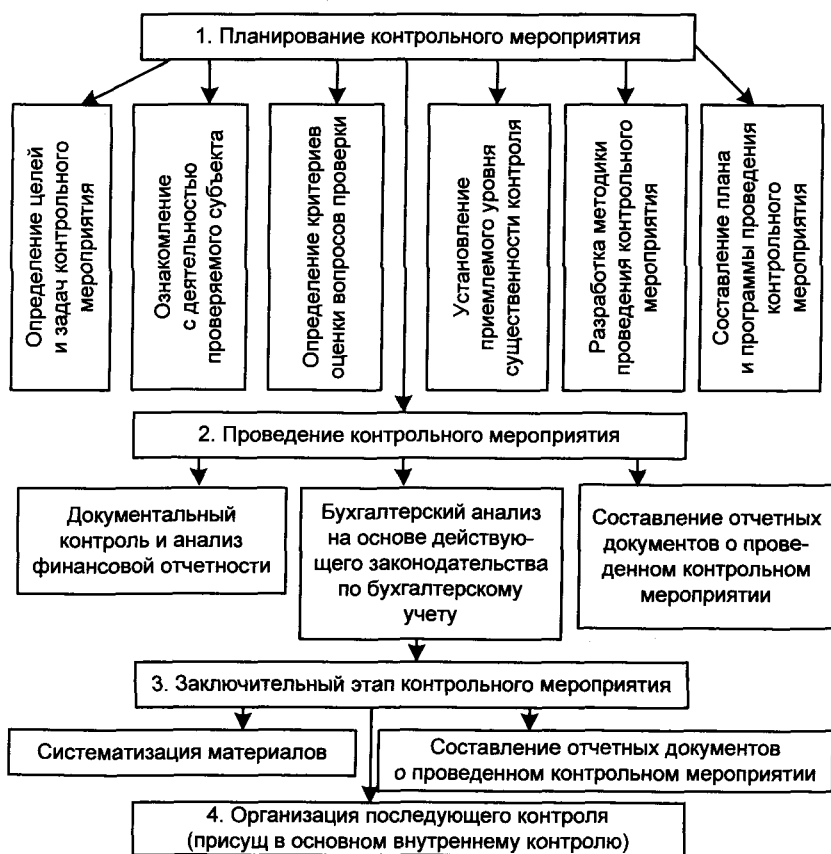 1. Планирование контрольного мероприятия
Определение целей
и задач контрольного
мероприятия
Ознакомление
с деятельностью
проверяемого субъекта
Определение критериев
оценки вопросов проверки
Установление
приемлемого уровня
существенности контроля
Разработка методики
проведения контрольного
мероприятия
Составление плана
и программы проведения
контрольного
мероприятия
2. Проведение контрольного мероприятия
Документальный
контроль и анализ
финансовой отчетности
Бухгалтерский анализ
на основе действую-
щего законодательства
по бухгалтерскому
учету
Составление отчетных
документов о прове-
денном контрольном
мероприятии
3. Заключительный этап контрольного мероприятия
Систематизация материалов
Составление отчетных документов
о проведенном контрольном мероприятии
4. Организация последующего контроля
(присущ в основном внутреннему контролю)